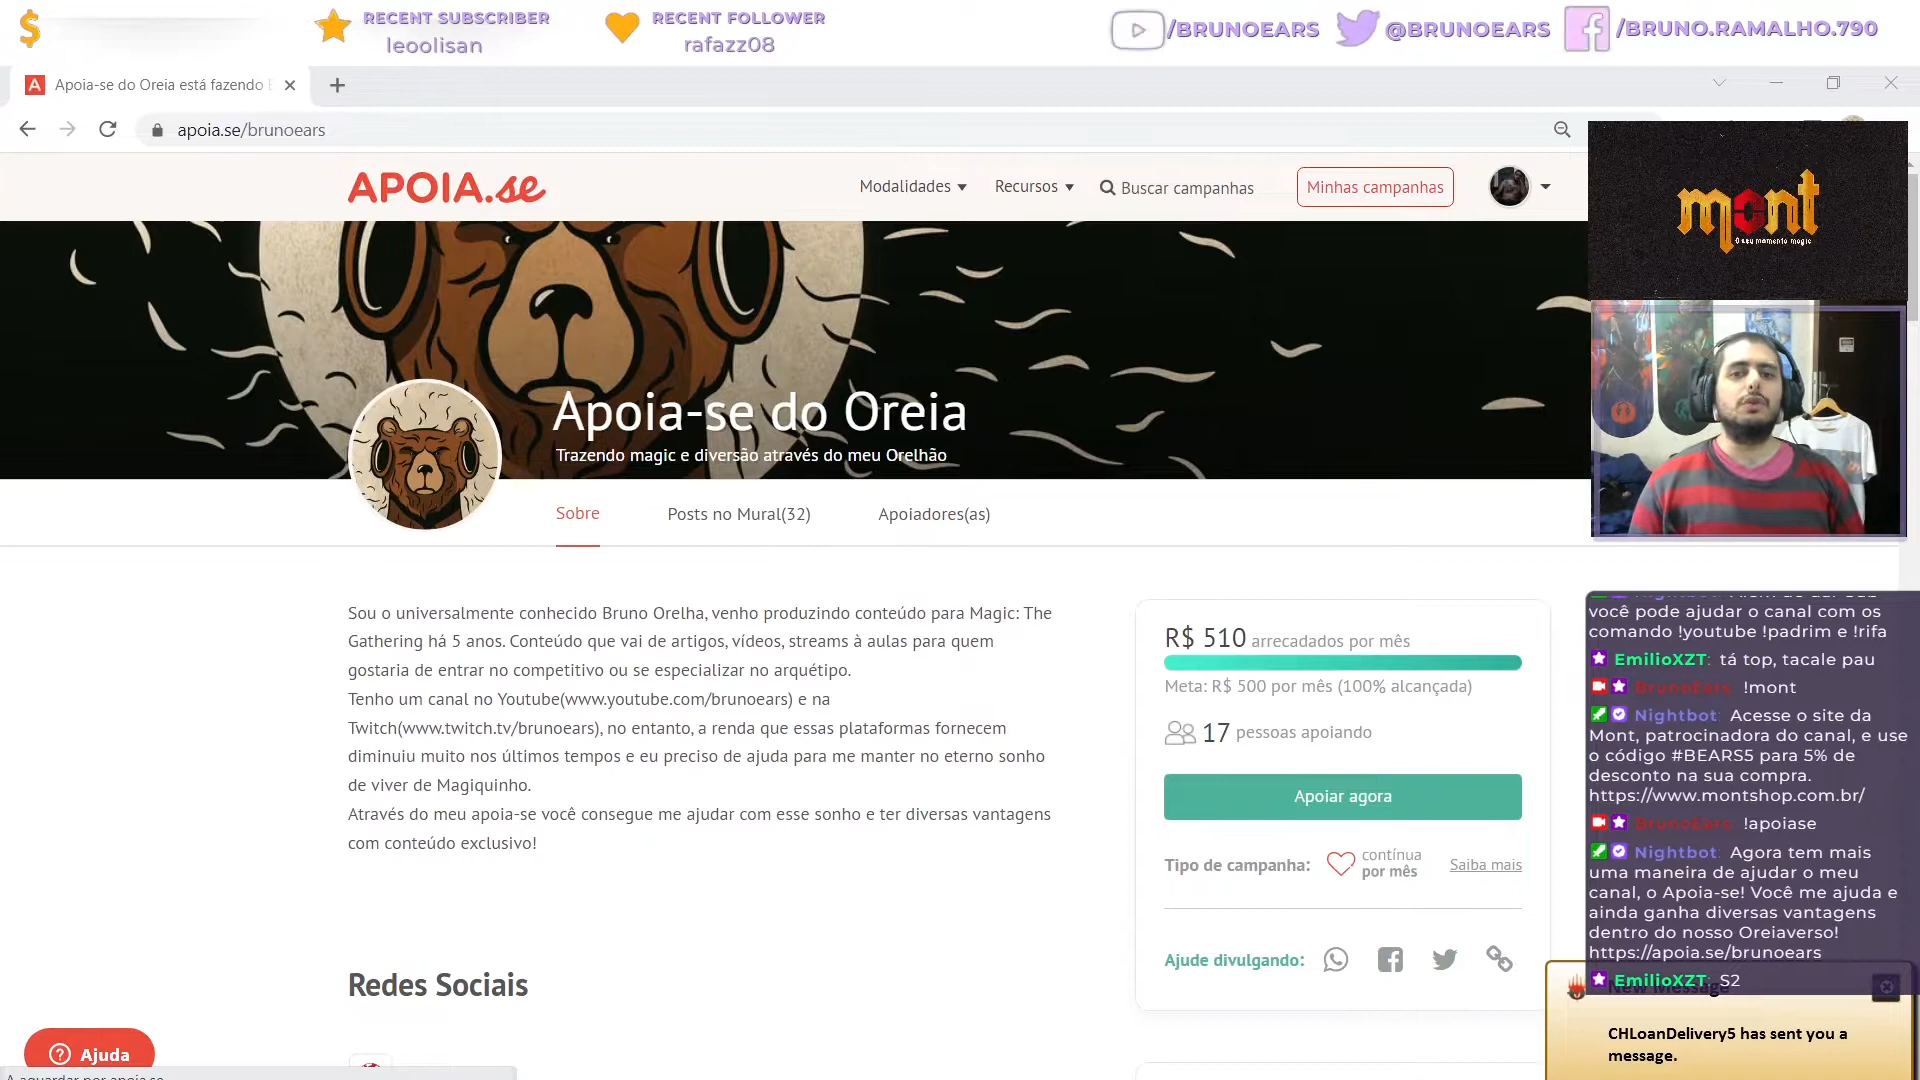 RECENT SUBSCRIBER
leoolisan
RECENT FOLLOWER
rafazz08
/BRUNOEARS
@BRUNOEARS
/BRUNO.RAMALHO.790
Apoia-se do Oreia está fazendo
apoia.se/brunoears
APOIA.se
Modalidades
Recursos
Buscar campanhas
Minhas campanhas
mont
O seu momento magic
Apoia-se do Oreia
Trazendo magic e diversão através do meu Orelhão
Sobre
Posts no Mural(32)
Apoiadores(as)
Sou o universalmente conhecido Bruno Orelha, venho produzindo conteúdo para Magic: The
Gathering há 5 anos. Conteúdo que vai de artigos, vídeos, streams à aulas para quem
gostaria de entrar no competitivo ou se especializar no arquétipo.
Tenho um canal no Youtube(www.youtube.com/brunoears) e na
Twitch(www.twitch.tv/brunoears), no entanto, a renda que essas plataformas fornecem
diminuiu muito nos últimos tempos e eu preciso de ajuda para me manter no eterno sonho
de viver de Magiquinho.
Através do meu apoia-se você consegue me ajudar com esse sonho e ter diversas vantagens
com conteúdo exclusivo!
Redes Sociais
Ajuda
A aguardar por apoia.se
R$ 510 arrecadados por mês
Meta: R$ 500 por mês (100% alcançada)
17 pessoas apoiando
Apoiar agora
Tipo de campanha:
contínua
por mês
Saiba mais
Ajude divulgando:
você pode ajudar o canal com os
comando !youtube !padrim e !rifa
EmilioXZT: tá top, tacale pau
BrunoEars: !mont
Nightbot: Acesse o site da
Mont, patrocinadora do canal, e use
o código #BEARS5 para 5% de
desconto na sua compra.
https://www.montshop.com.br/
BrunoEars: !apoiase
Nightbot: Agora tem mais
uma maneira de ajudar o meu
canal, o Apoia-se! Você me ajuda e
ainda ganha diversas vantagens
dentro do nosso Oreiaverso!
https://apoia.se/brunoears
EmilioXZT: S2
New Message
CHLoanDelivery5 has sent you a
message.